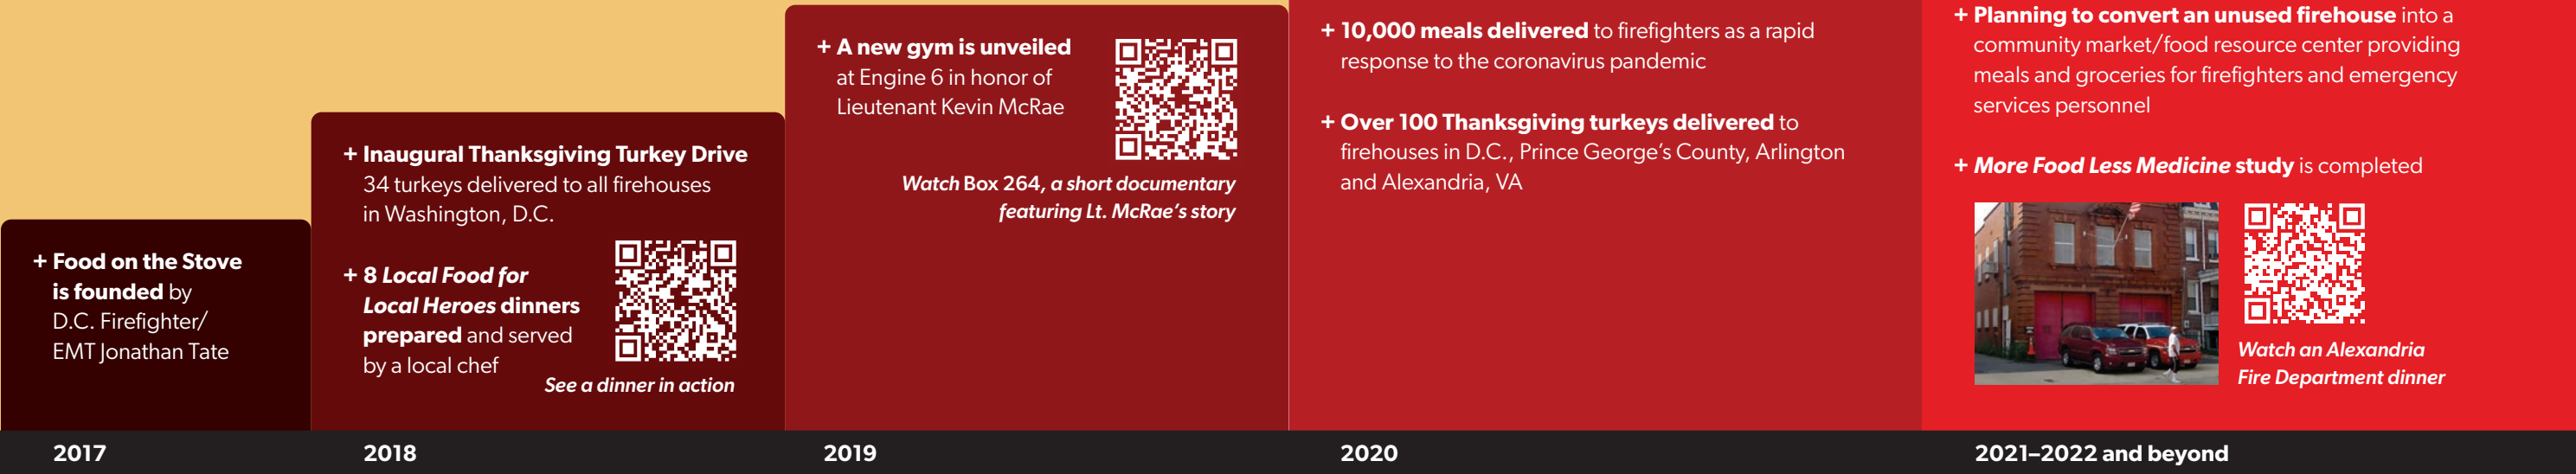 + Food on the Stove
is founded by
D.C. Firefighter/
EMT Jonathan Tate
2017
+ Inaugural Thanksgiving Turkey Drive
34 turkeys delivered to all firehouses
in Washington, D.C.
+ 8 Local Food for
Local Heroes dinners
prepared and served
by a local chef
See a dinner in action
2018
+ A new gym is unveiled
at Engine 6 in honor of
Lieutenant Kevin McRae
Watch Box 264, a short documentary
featuring Lt. McRae's story
2019
+ 10,000 meals delivered to firefighters as a rapid
response to the coronavirus pandemic
+ Over 100 Thanksgiving turkeys delivered to
firehouses in D.C., Prince George's County, Arlington
and Alexandria, VA
2020
+ Planning to convert an unused firehouse into a
community market/food resource center providing
meals and groceries for firefighters and emergency
services personnel
+ More Food Less Medicine study is completed
Watch an Alexandria
Fire Department dinner
2021–2022 and beyond